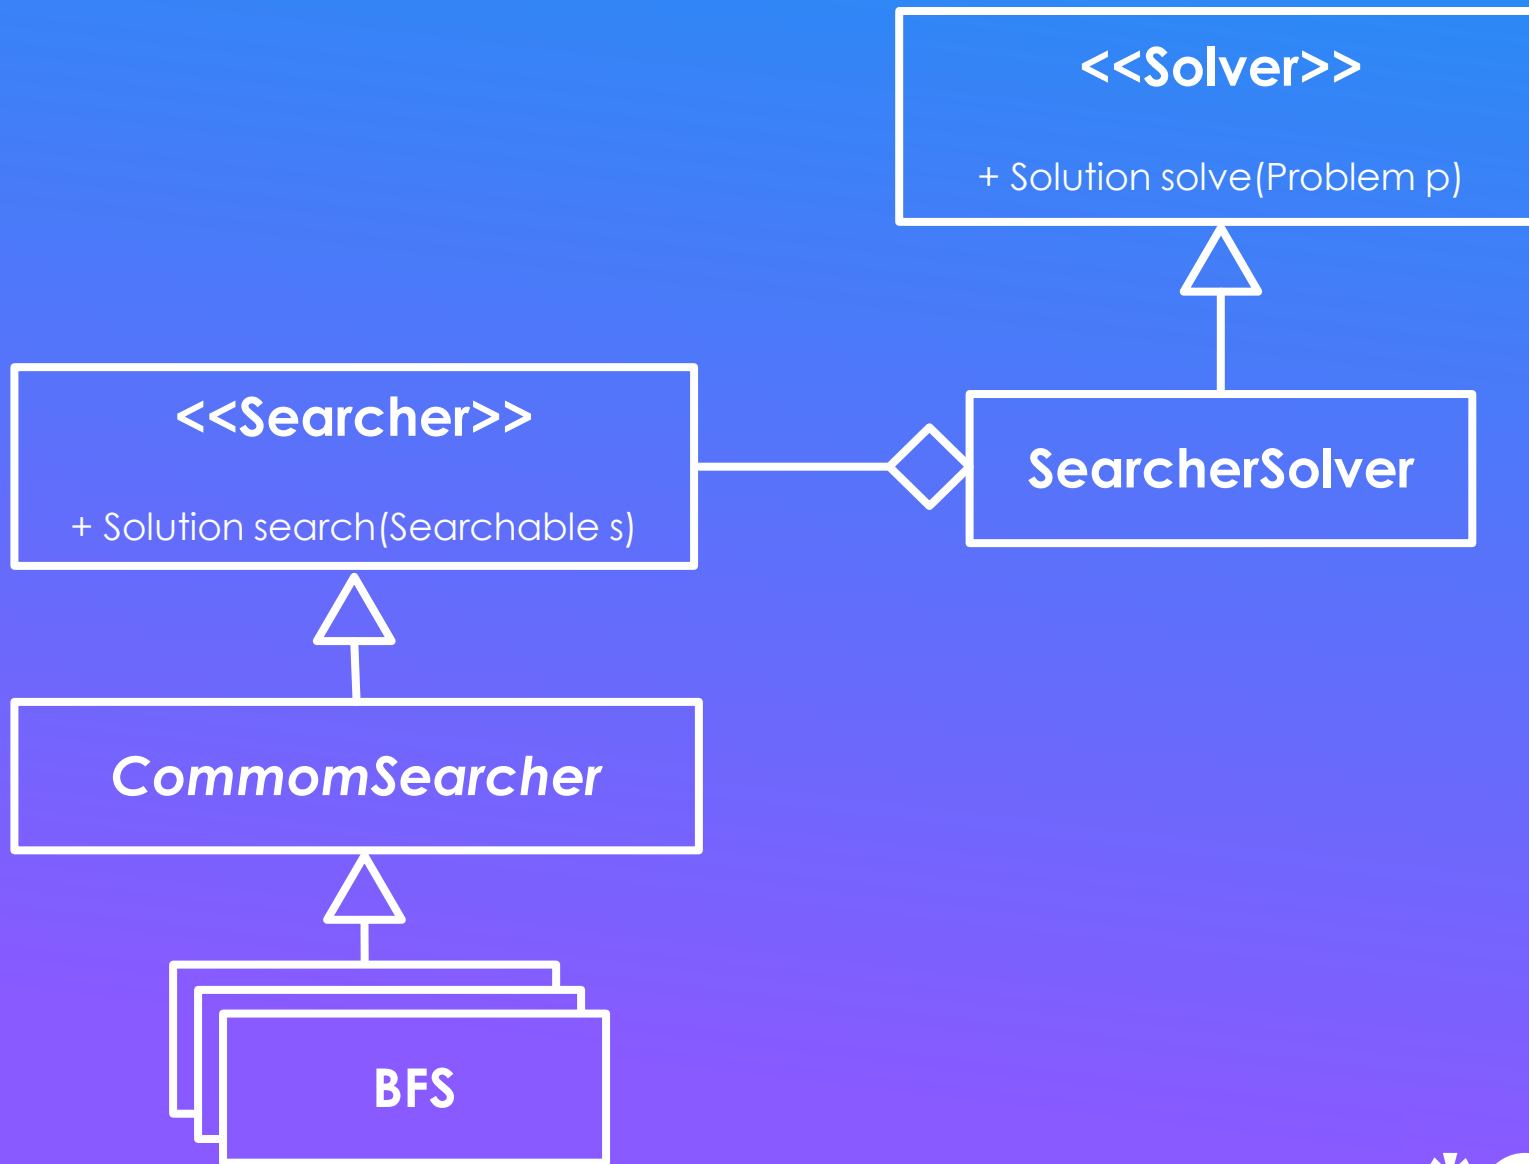 <<Solver>>
+ Solution solve(Problem p)
<<Searcher>>
+ Solution search(Searchable s)
SearcherSolver
CommomSearcher
BFS